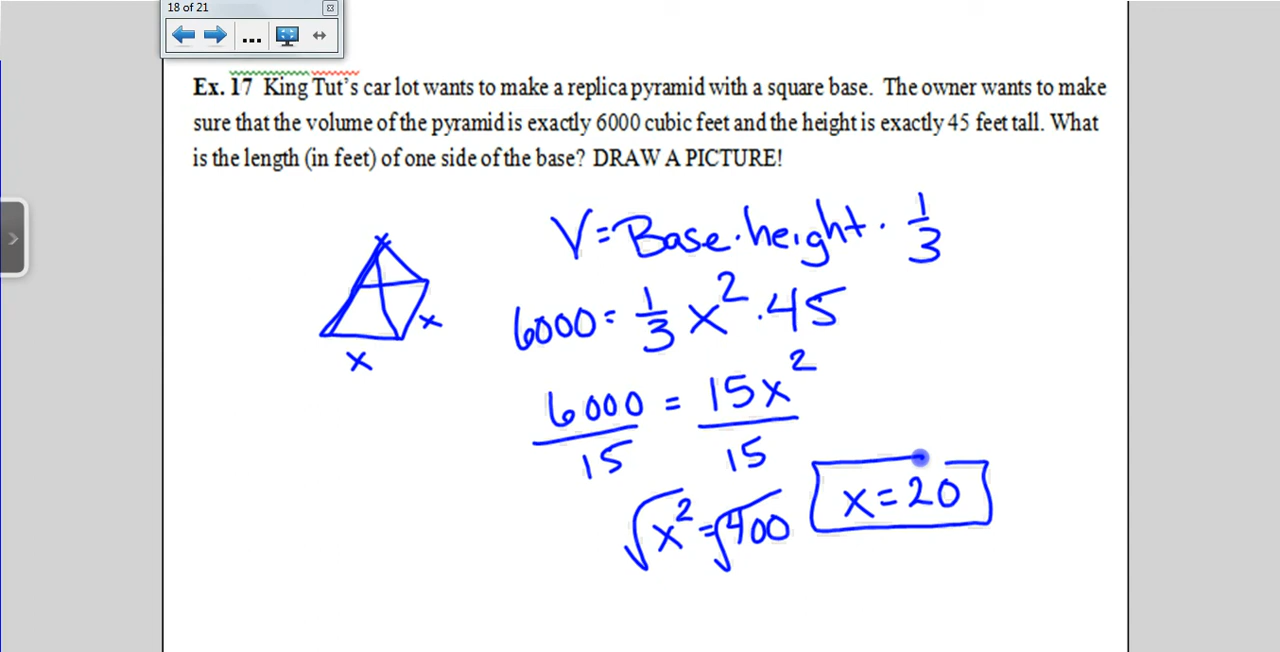 18 of 21
...
Ex. 17 King Tut's car lot wants to make a replica pyramid with a square base. The owner wants to make
sure that the volume of the pyramid is exactly 6000 cubic feet and the height is exactly 45 feet tall. What
is the length (in feet) of one side of the base? DRAW A PICTURE!
V=Base·height·1/3
6000=1/3 x²·45
6000/15 = 15x²/15
√x²=√400
x=20
x
x